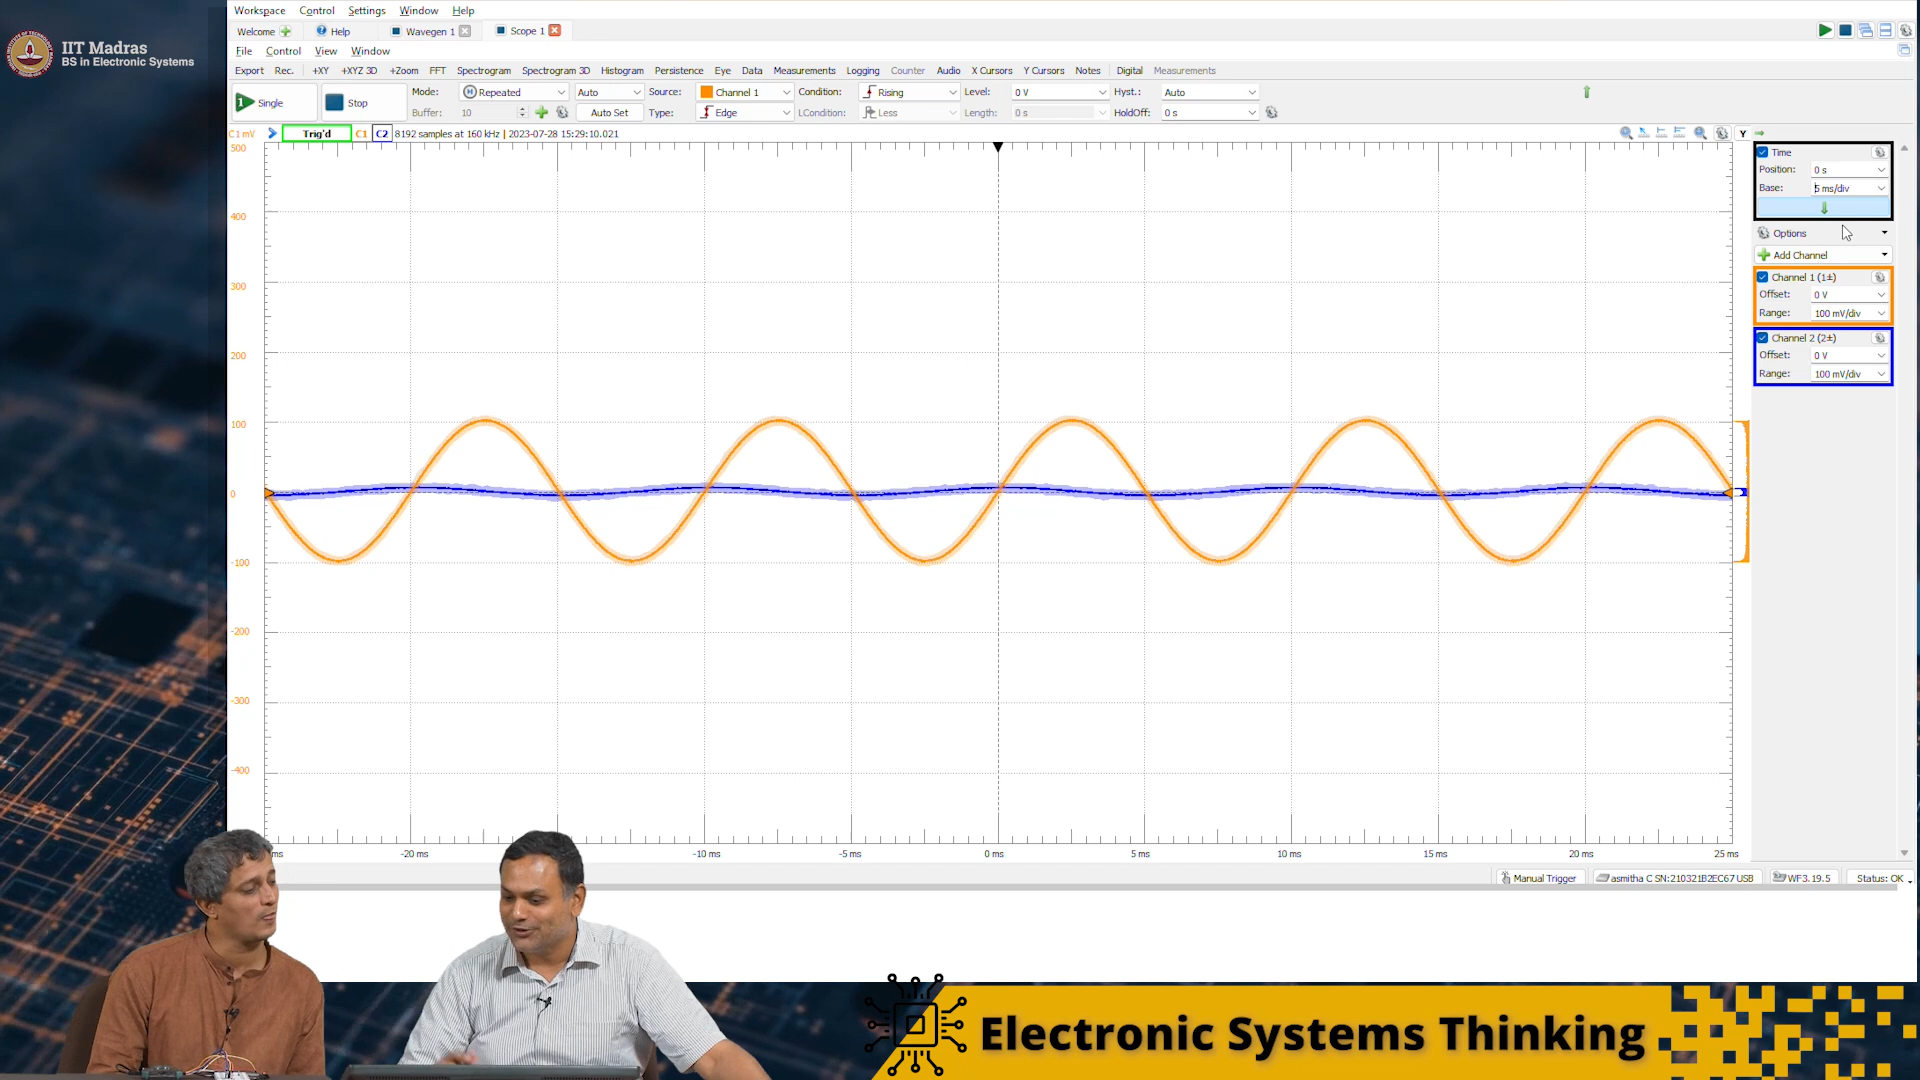 IIT Madras
BS in Electronic Systems
Workspace Control Settings Window Help
Welcome Help Wavegen 1 Scope 1
File Control View Window
Export Rec. +XY +XYZ 3D +Zoom FFT Spectrogram Spectrogram 3D Histogram Persistence Eye Data Measurements Logging Counter Audio X Cursors Y Cursors Notes Digital Measurements
Single Stop Mode: Repeated Auto Source: Channel 1 Condition: Rising Level: 0 V Hyst.: Auto
Buffer: 10 Auto Set Type: Edge LCondition: Less Length: 0 s HoldOff: 0 s
C1 mV Trig'd C1 C2 8192 samples at 160 kHz | 2023-07-28 15:29:10.021 Y
500
400
300
200
100
0
-100
-200
-300
-400
ms -20 ms -10 ms -5 ms 0 ms 5 ms 10 ms 15 ms 20 ms 25 ms
Time
Position: 0 s
Base: 5 ms/div
Options
Add Channel
Channel 1 (1±)
Offset: 0 V
Range: 100 mV/div
Channel 2 (2±)
Offset: 0 V
Range: 100 mV/div
Manual Trigger asmitha C SN:210321B2EC67 USB WF3.19.5 Status: OK
Electronic Systems Thinking